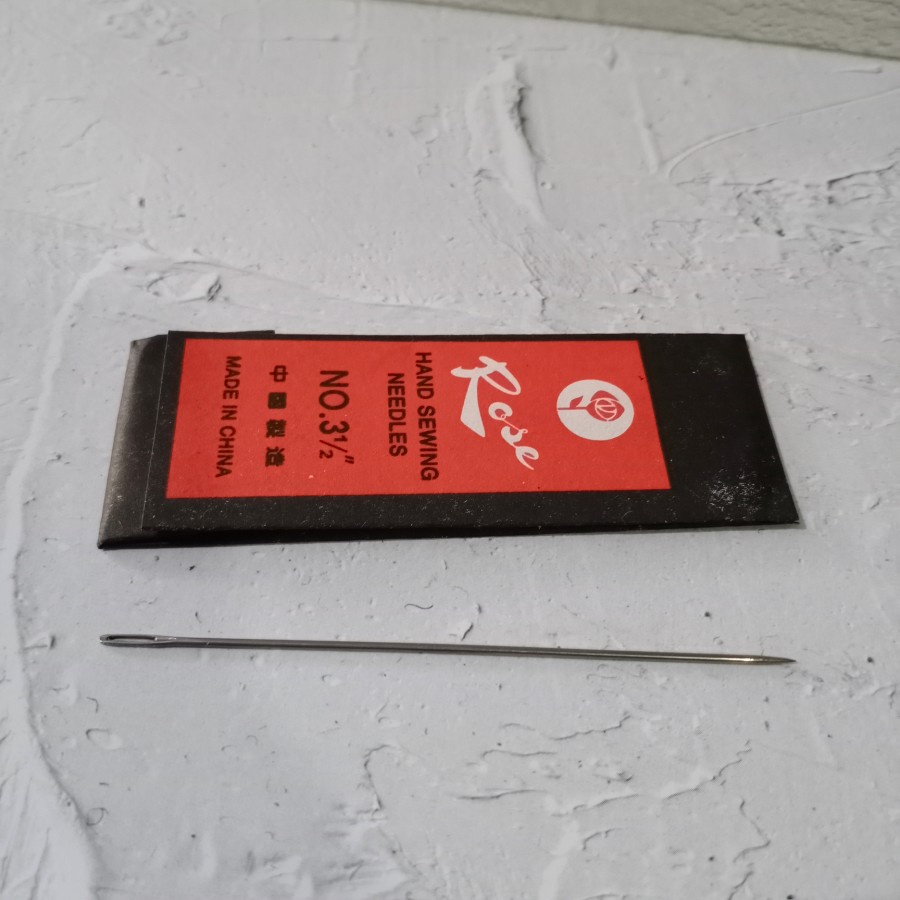 Rose
HAND SEWING
NEEDLES
NO.3½"
中國製造
MADE IN CHINA